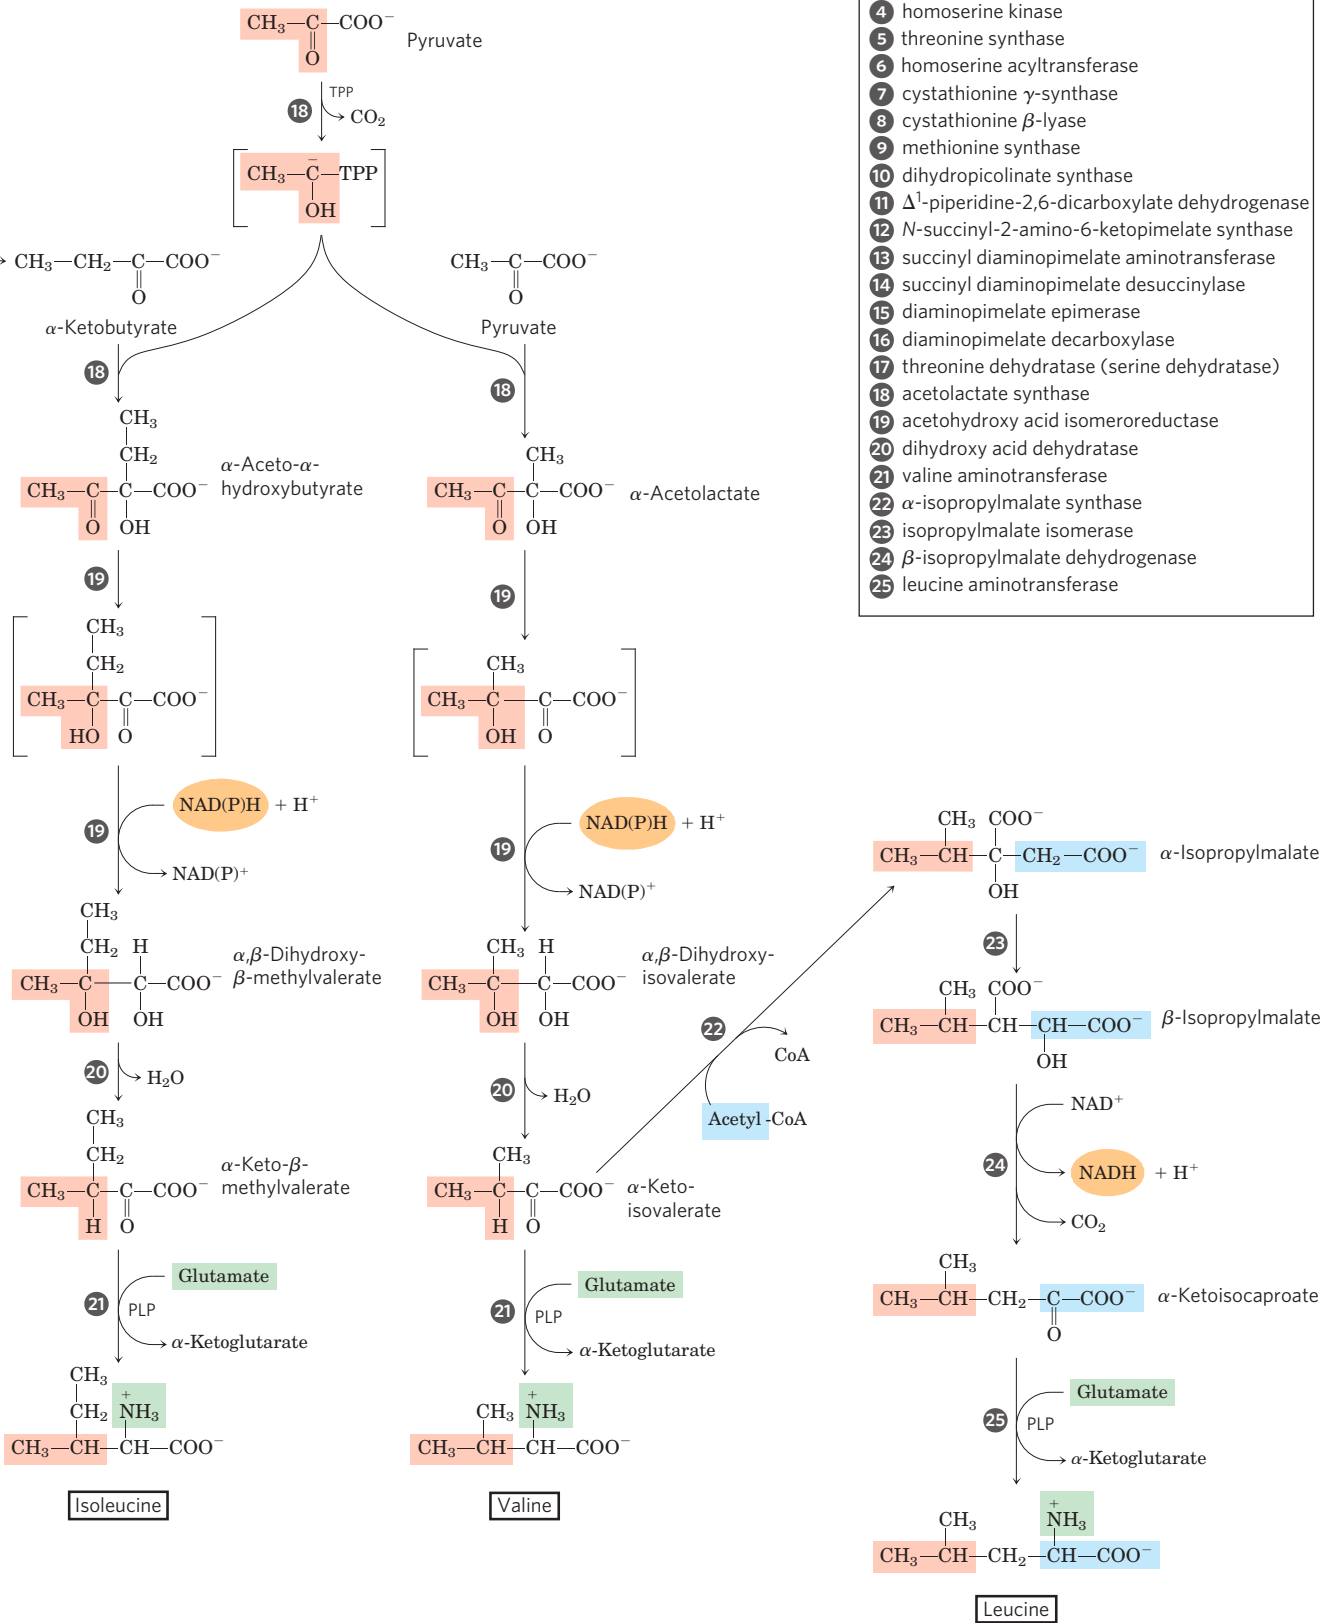 CH₃—C—COO⁻
O
Pyruvate
18
TPP
CO₂
CH₃—C̄—TPP
OH
CH₃—CH₂—C—COO⁻
O
α-Ketobutyrate
CH₃—C—COO⁻
O
Pyruvate
18
18
CH₃
CH₂
CH₃—C—C—COO⁻
O OH
α-Aceto-α-
hydroxybutyrate
CH₃
CH₃—C—C—COO⁻
O OH
α-Acetolactate
19
19
CH₃
CH₂
CH₃—C—C—COO⁻
HO O
CH₃
CH₃—C—C—COO⁻
OH O
19
NAD(P)H + H⁺
NAD(P)⁺
19
NAD(P)H + H⁺
NAD(P)⁺
CH₃
CH₂ H
CH₃—C—C—COO⁻
OH OH
α,β-Dihydroxy-
β-methylvalerate
CH₃ H
CH₃—C—C—COO⁻
OH OH
α,β-Dihydroxy-
isovalerate
20
H₂O
20
H₂O
CH₃
CH₂
CH₃—C—C—COO⁻
H O
α-Keto-β-
methylvalerate
CH₃
CH₃—C—C—COO⁻
H O
α-Keto-
isovalerate
21
Glutamate
PLP
α-Ketoglutarate
21
Glutamate
PLP
α-Ketoglutarate
CH₃
CH₂ ⁺NH₃
CH₃—CH—CH—COO⁻
Isoleucine
CH₃ ⁺NH₃
CH₃—CH—CH—COO⁻
Valine
22
CoA
Acetyl-CoA
CH₃ COO⁻
CH₃—CH—C—CH₂—COO⁻
OH
α-Isopropylmalate
23
CH₃ COO⁻
CH₃—CH—CH—CH—COO⁻
OH
β-Isopropylmalate
24
NAD⁺
NADH + H⁺
CO₂
CH₃
CH₃—CH—CH₂—C—COO⁻
O
α-Ketoisocaproate
25
Glutamate
PLP
α-Ketoglutarate
CH₃ ⁺NH₃
CH₃—CH—CH₂—CH—COO⁻
Leucine
4 homoserine kinase
5 threonine synthase
6 homoserine acyltransferase
7 cystathionine γ-synthase
8 cystathionine β-lyase
9 methionine synthase
10 dihydropicolinate synthase
11 Δ¹-piperidine-2,6-dicarboxylate dehydrogenase
12 N-succinyl-2-amino-6-ketopimelate synthase
13 succinyl diaminopimelate aminotransferase
14 succinyl diaminopimelate desuccinylase
15 diaminopimelate epimerase
16 diaminopimelate decarboxylase
17 threonine dehydratase (serine dehydratase)
18 acetolactate synthase
19 acetohydroxy acid isomeroreductase
20 dihydroxy acid dehydratase
21 valine aminotransferase
22 α-isopropylmalate synthase
23 isopropylmalate isomerase
24 β-isopropylmalate dehydrogenase
25 leucine aminotransferase